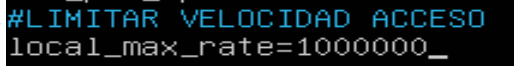 #LIMITAR VELOCIDAD ACCESO
local_max_rate=1000000_